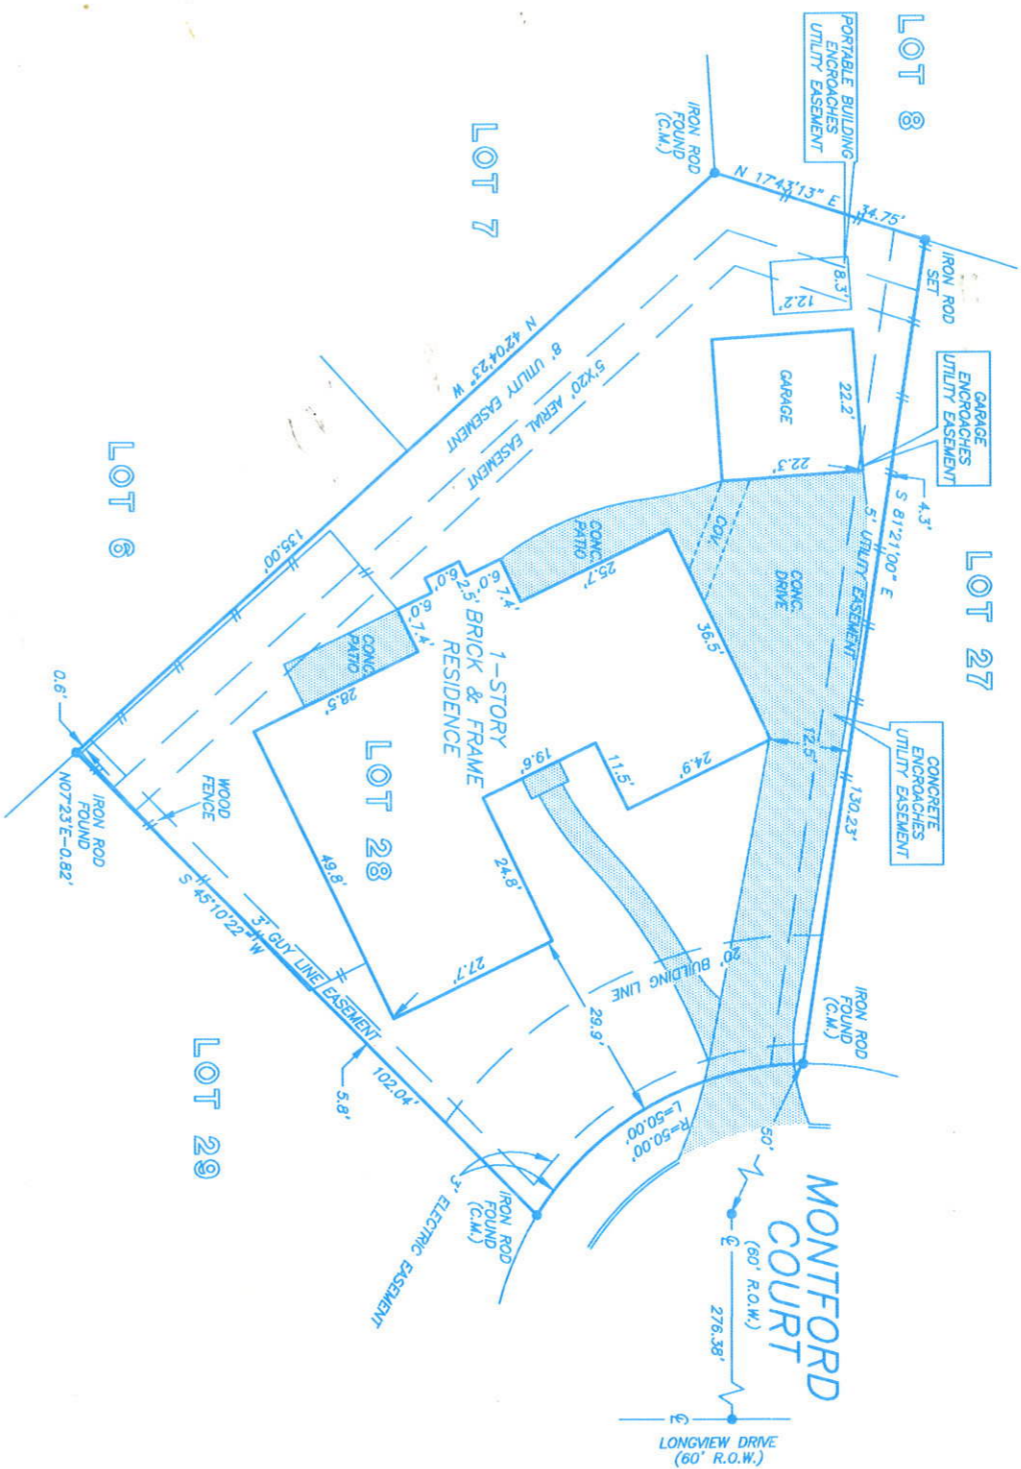 LOT 8
PORTABLE BUILDING
ENCROACHES
UTILITY EASEMENT
IRON ROD
FOUND
(C.M.)
LOT 7
N 17°43'13" E
34.75'
IRON ROD
SET
8.3'
12.2'
GARAGE
ENCROACHES
UTILITY EASEMENT
GARAGE
22.2'
22.3'
4.3'
S 81°21'00" E
5' UTILITY EASEMENT
LOT 27
N 42°04'23" W
8' UTILITY EASEMENT
5'X20' AERIAL EASEMENT
LOT 6
135.00'
CONC.
PATIO
COV.
CONC.
DRIVE
25.7'
36.5'
7.4'
6.0'
2.5'
6.0'
6.0'
7.4'
CONC.
PATIO
28.5'
1-STORY
BRICK & FRAME
RESIDENCE
12.5'
CONCRETE
ENCROACHES
UTILITY EASEMENT
130.23'
24.9'
11.5'
19.6'
LOT 28
24.8'
49.8'
27.7'
0.6'
IRON ROD
FOUND
N07°23'E-0.82'
WOOD
FENCE
S 45°10'22" W
3' GUY LINE EASEMENT
20' BUILDING LINE
29.9'
IRON ROD
FOUND
(C.M.)
LOT 29
102.04'
5.8'
R=50.00'
L=50.00'
50'
3' ELECTRIC EASEMENT
IRON ROD
FOUND
(C.M.)
MONTFORD
COURT
(60' R.O.W.)
276.38'
LONGVIEW DRIVE
(60' R.O.W.)